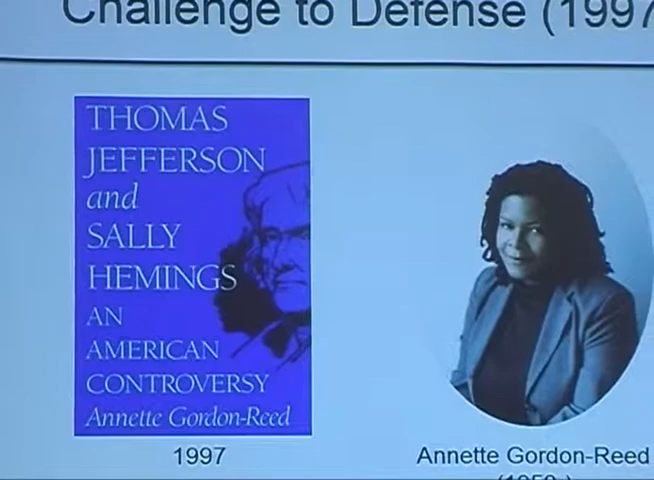 Challenge to Defense (1997
THOMAS
JEFFERSON
and
SALLY
HEMINGS
AN
AMERICAN
CONTROVERSY
Annette Gordon-Reed
1997
Annette Gordon-Reed